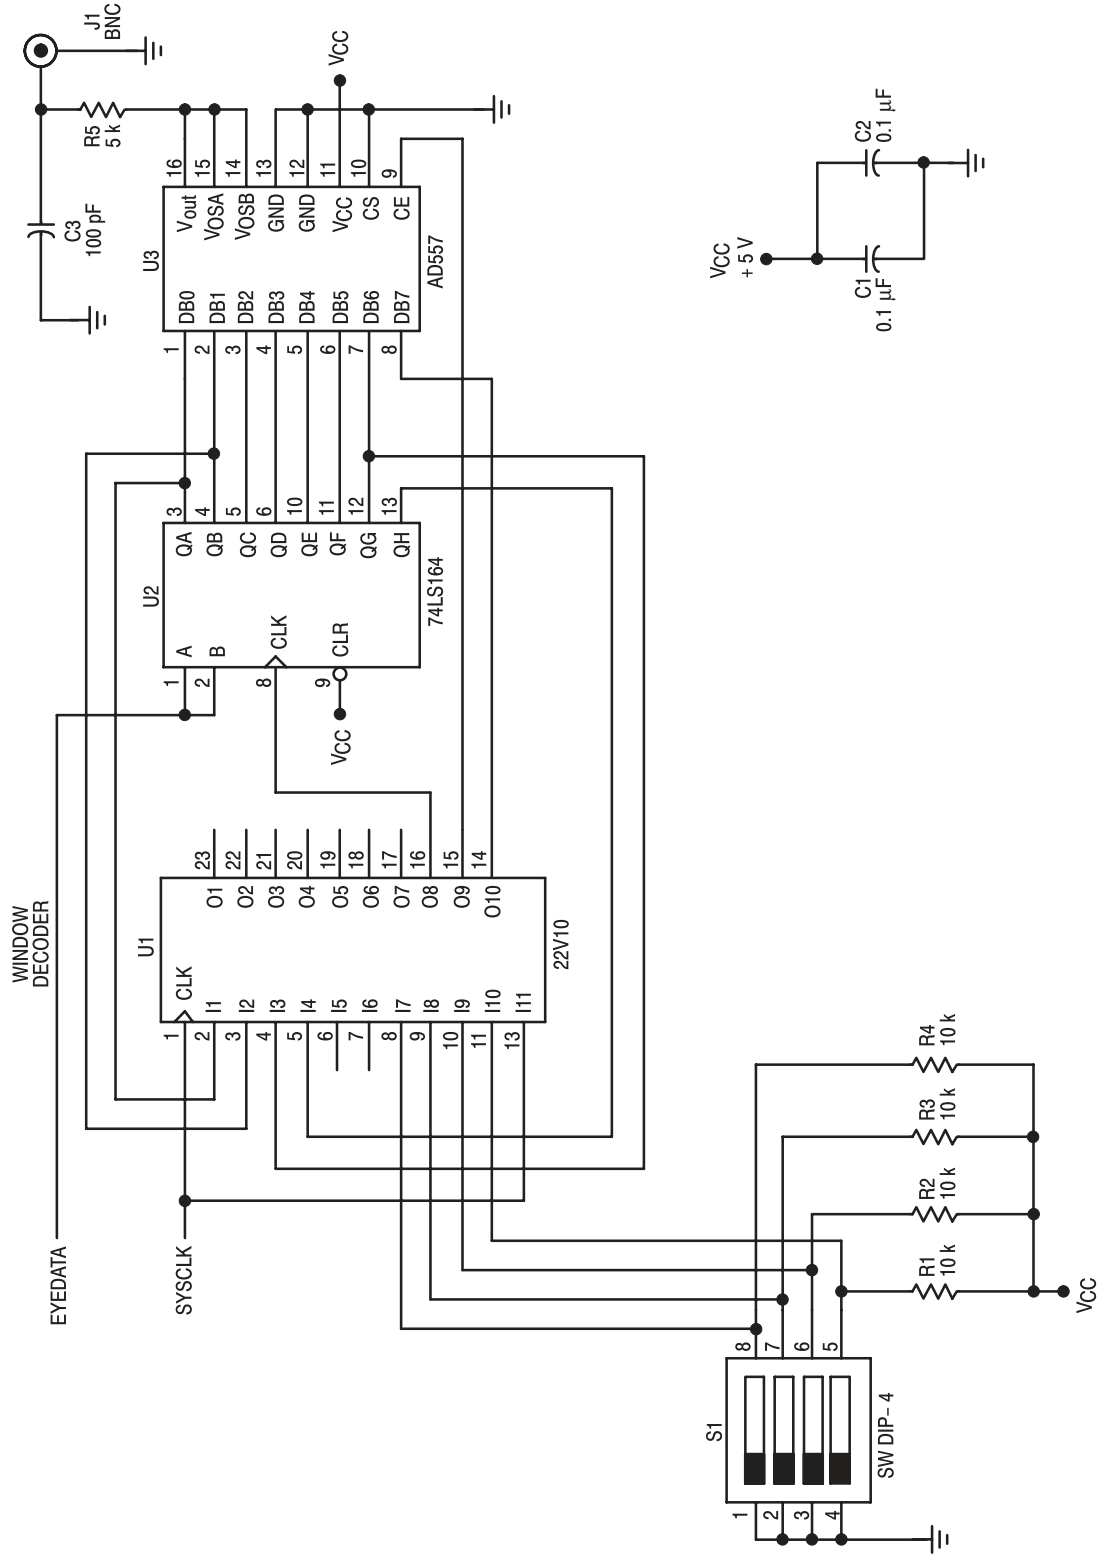 J1
BNC
R5
5 k
C3
100 pF
VCC
16
15
14
13
12
11
10
9
Vout
VOSA
VOSB
GND
GND
VCC
CS
CE
U3
AD557
DB0
DB1
DB2
DB3
DB4
DB5
DB6
DB7
1
2
3
4
5
6
7
8
VCC
+ 5 V
C1
0.1 µF
C2
0.1 µF
3
4
5
6
10
11
12
13
QA
QB
QC
QD
QE
QF
QG
QH
U2
74LS164
A
B
CLK
CLR
1
2
8
9
VCC
WINDOW
DECODER
23
22
21
20
19
18
17
16
15
14
O1
O2
O3
O4
O5
O6
O7
O8
O9
O10
U1
22V10
CLK
I1
I2
I3
I4
I5
I6
I7
I8
I9
I10
I11
1
2
3
4
5
6
7
8
9
10
11
13
EYEDATA
SYSCLK
R4
10 k
R3
10 k
R2
10 k
R1
10 k
VCC
8
7
6
5
S1
SW DIP– 4
1
2
3
4